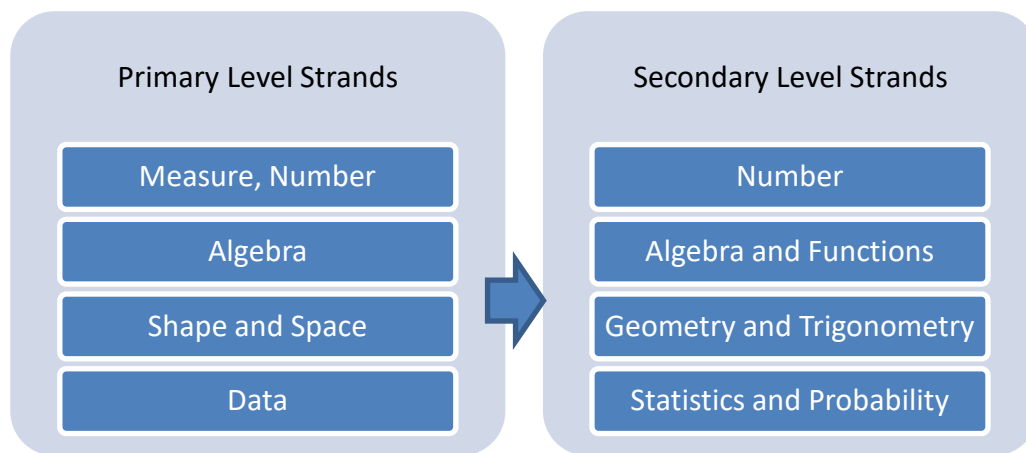 Primary Level Strands
Measure, Number
Algebra
Shape and Space
Data
Secondary Level Strands
Number
Algebra and Functions
Geometry and Trigonometry
Statistics and Probability